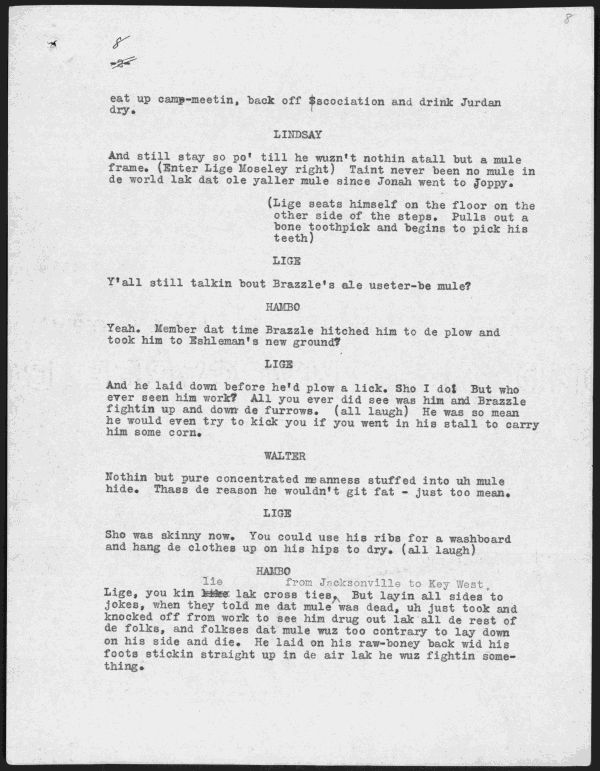 8
8
-2-
eat up camp-meetin, back off $scociation and drink Jurdan
dry.
LINDSAY
And still stay so po' till he wuzn't nothin atall but a mule
frame. (Enter Lige Moseley right) Taint never been no mule in
de world lak dat ole yaller mule since Jonah went to Joppy.
(Lige seats himself on the floor on the
other side of the steps. Pulls out a
bone toothpick and begins to pick his
teeth)
LIGE
Y'all still talkin bout Brazzle's ole useter-be mule?
HAMBO
Yeah. Member dat time Brazzle hitched him to de plow and
took him to Eshleman's new ground?
LIGE
And he laid down before he'd plow a lick. Sho I do! But who
ever seen him work? All you ever did see was him and Brazzle
fightin up and down de furrows. (all laugh) He was so mean
he would even try to kick you if you went in his stall to carry
him some corn.
WALTER
Nothin but pure concentrated meanness stuffed into uh mule
hide. Thass de reason he wouldn't git fat - just too mean.
LIGE
Sho was skinny now. You could use his ribs for a washboard
and hang de clothes up on his hips to dry. (all laugh)
HAMBO
lie from Jacksonville to Key West.
Lige, you kin like lak cross ties. But layin all sides to
jokes, when they told me dat mule was dead, uh just took and
knocked off from work to see him drug out lak all de rest of
de folks, and folkses dat mule wuz too contrary to lay down
on his side and die. He laid on his raw-boney back wid his
foots stickin straight up in de air lak he wuz fightin some-
thing.